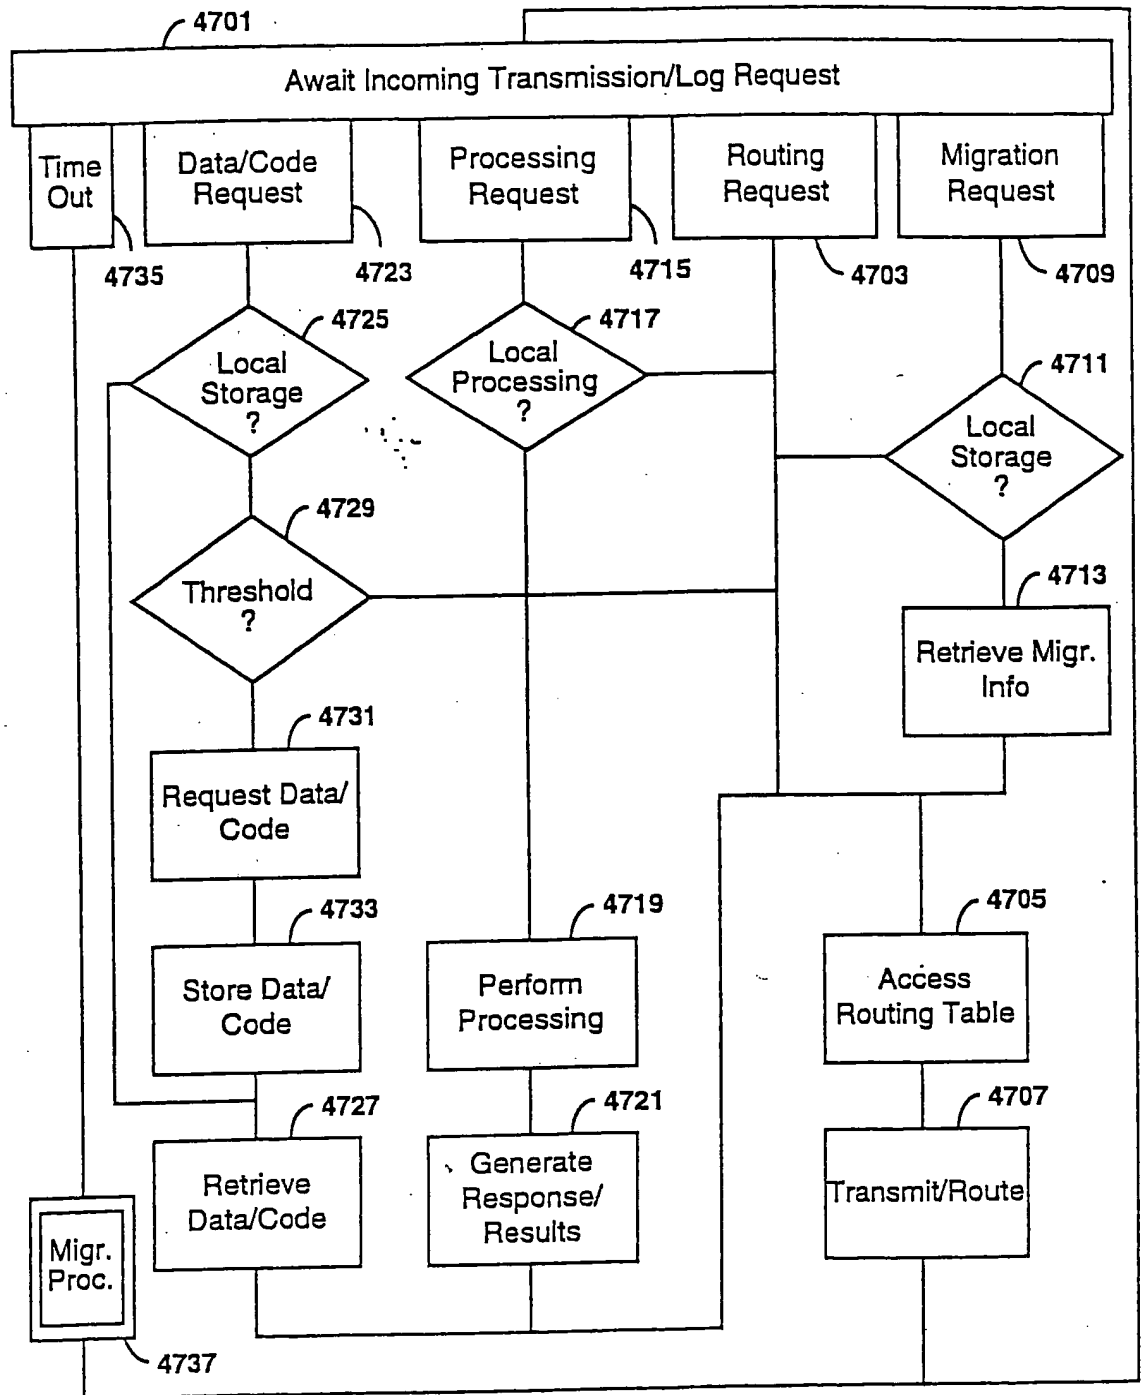 4701
Await Incoming Transmission/Log Request
Time
Out
Data/Code
Request
Processing
Request
Routing
Request
Migration
Request
4735
4723
4715
4703
4709
4725
Local
Storage
?
4717
Local
Processing
?
4711
Local
Storage
?
4729
Threshold
?
4713
Retrieve Migr.
Info
4731
Request Data/
Code
4733
Store Data/
Code
4719
Perform
Processing
4705
Access
Routing Table
4727
Retrieve
Data/Code
4721
Generate
Response/
Results
4707
Transmit/Route
Migr.
Proc.
4737